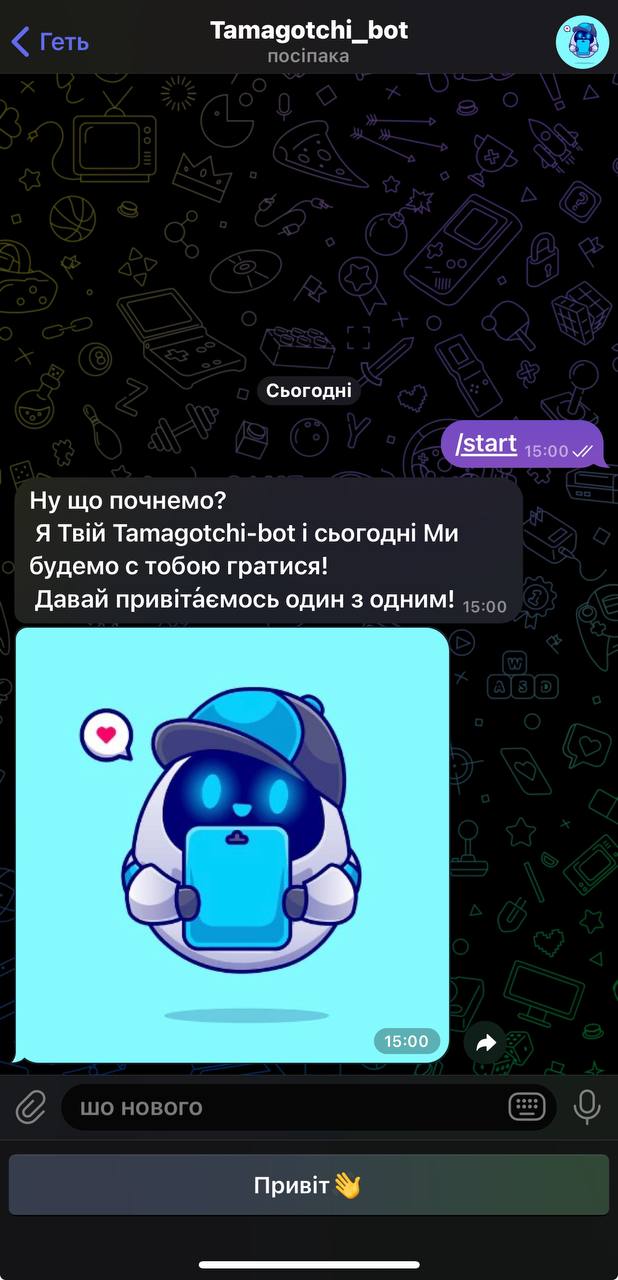 Геть
Tamagotchi_bot
посіпака
Сьогодні
/start 15:00
Ну що почнемо?
Я Твій Tamagotchi-bot і сьогодні Ми
будемо с тобою гратися!
Давай привіта́ємось один з одним! 15:00
W
A S D
15:00
шо нового
Привіт👋